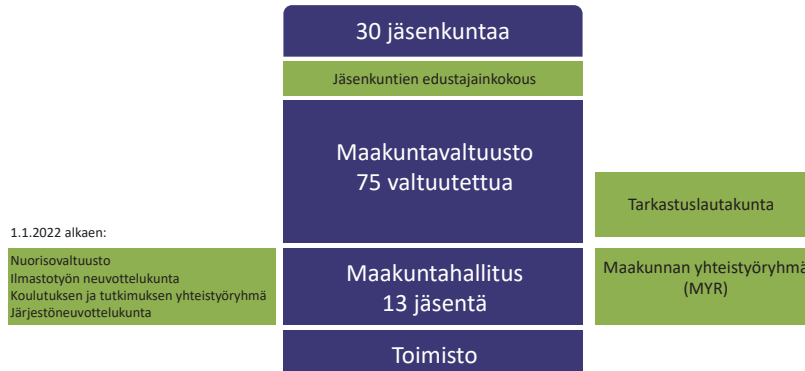 30 jäsenkuntaa
Jäsenkuntien edustajainkokous
Maakuntavaltuusto
75 valtuutettua
Tarkastuslautakunta
1.1.2022 alkaen:
Nuorisovaltuusto
Ilmastotyön neuvottelukunta
Koulutuksen ja tutkimuksen yhteistyöryhmä
Järjestöneuvottelukunta
Maakuntahallitus
13 jäsentä
Maakunnan yhteistyöryhmä
(MYR)
Toimisto